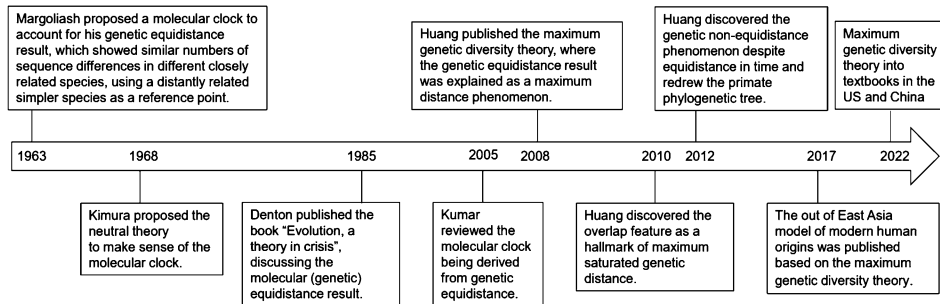 Margoliash proposed a molecular clock to
account for his genetic equidistance
result, which showed similar numbers of
sequence differences in different closely
related species, using a distantly related
simpler species as a reference point.
Huang published the maximum
genetic diversity theory, where
the genetic equidistance result
was explained as a maximum
distance phenomenon.
Huang discovered the
genetic non-equidistance
phenomenon despite
equidistance in time and
redrew the primate
phylogenetic tree.
Maximum
genetic diversity
theory into
textbooks in the
US and China
1963 1968 1985 2005 2008 2010 2012 2017 2022
Kimura proposed the
neutral theory
to make sense of the
molecular clock.
Denton published the
book “Evolution, a
theory in crisis”,
discussing the
molecular (genetic)
equidistance result.
Kumar
reviewed the
molecular clock
being derived
from genetic
equidistance.
Huang discovered the
overlap feature as a
hallmark of maximum
saturated genetic
distance.
The out of East Asia
model of modern human
origins was published
based on the maximum
genetic diversity theory.